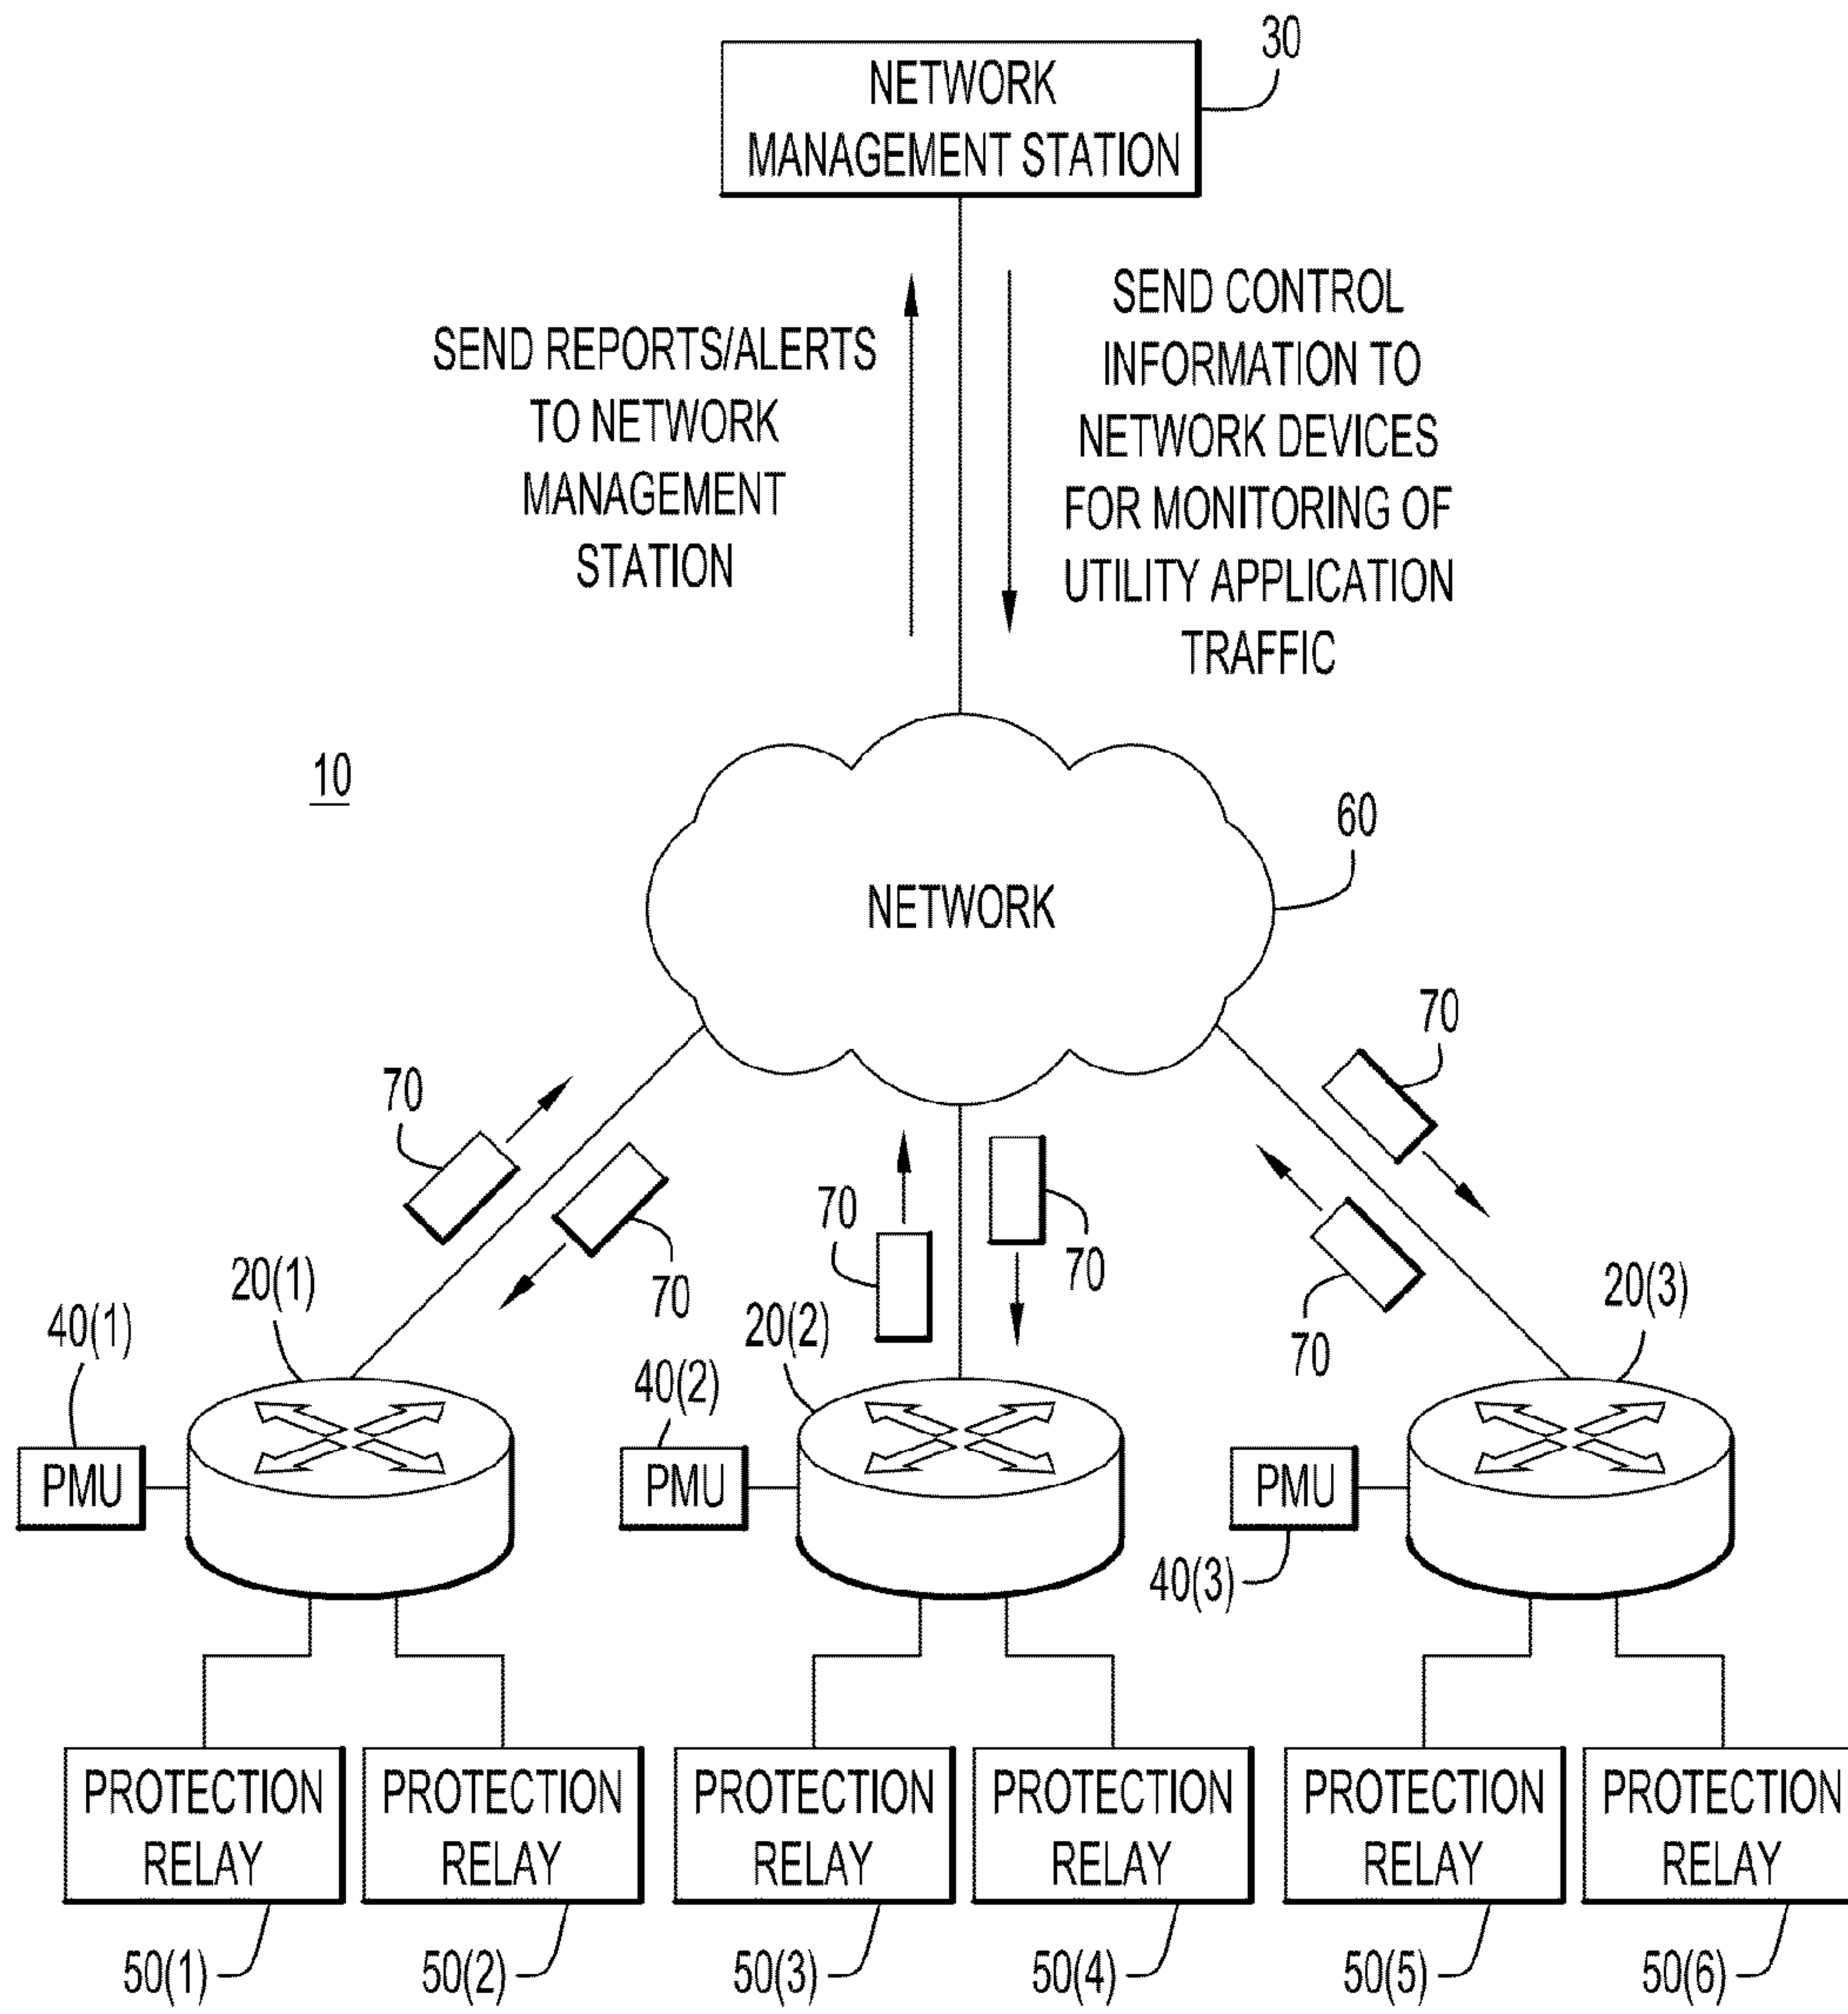 30
NETWORK
MANAGEMENT STATION
SEND REPORTS/ALERTS
TO NETWORK
MANAGEMENT
STATION
SEND CONTROL
INFORMATION TO
NETWORK DEVICES
FOR MONITORING OF
UTILITY APPLICATION
TRAFFIC
10
60
NETWORK
70
70
70
70
70
70
20(1)
20(2)
20(3)
40(1)
40(2)
PMU
PMU
PMU
40(3)
PROTECTION
RELAY
PROTECTION
RELAY
PROTECTION
RELAY
PROTECTION
RELAY
PROTECTION
RELAY
PROTECTION
RELAY
50(1)
50(2)
50(3)
50(4)
50(5)
50(6)